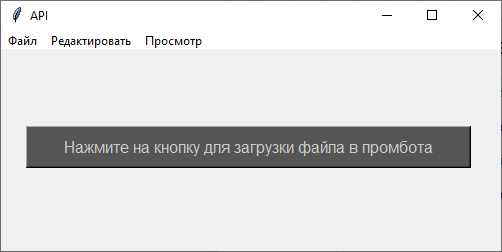 API
Файл Редактировать Просмотр
Нажмите на кнопку для загрузки файла в промбота